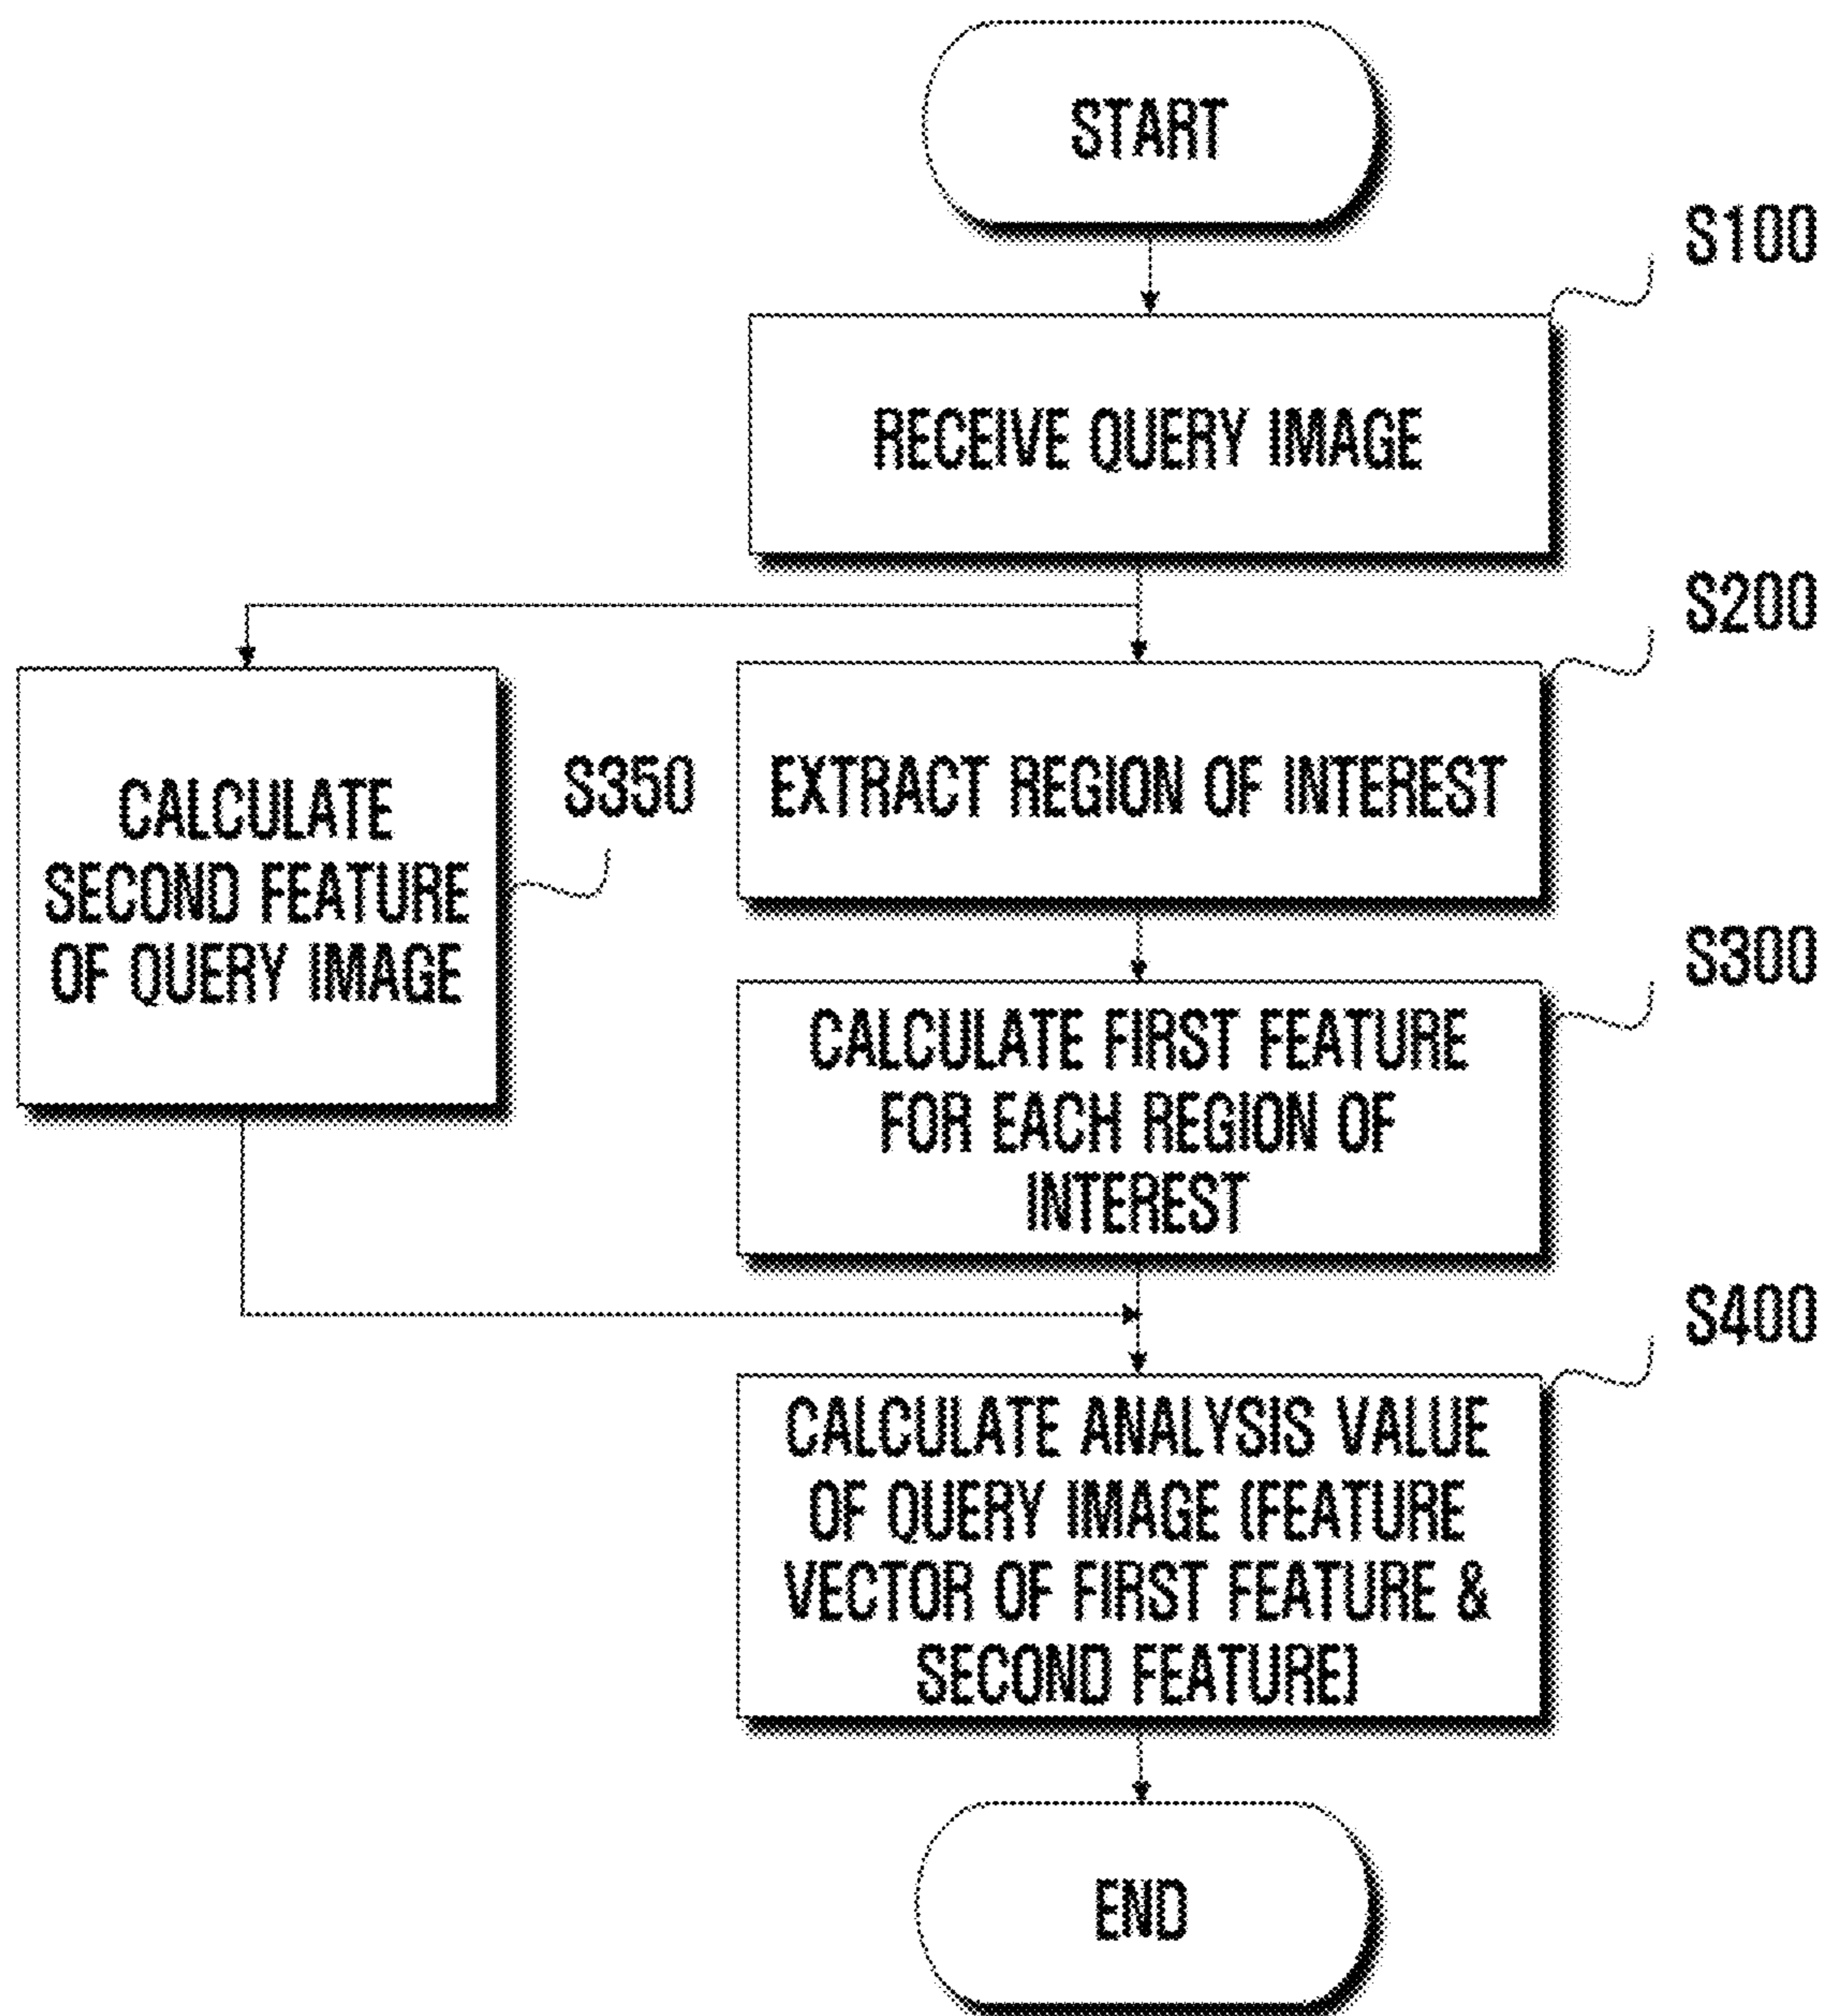 START
S100
RECEIVE QUERY IMAGE
S200
EXTRACT REGION OF INTEREST
S350
CALCULATE
SECOND FEATURE
OF QUERY IMAGE
S300
CALCULATE FIRST FEATURE
FOR EACH REGION OF
INTEREST
S400
CALCULATE ANALYSIS VALUE
OF QUERY IMAGE (FEATURE
VECTOR OF FIRST FEATURE &
SECOND FEATURE)
END